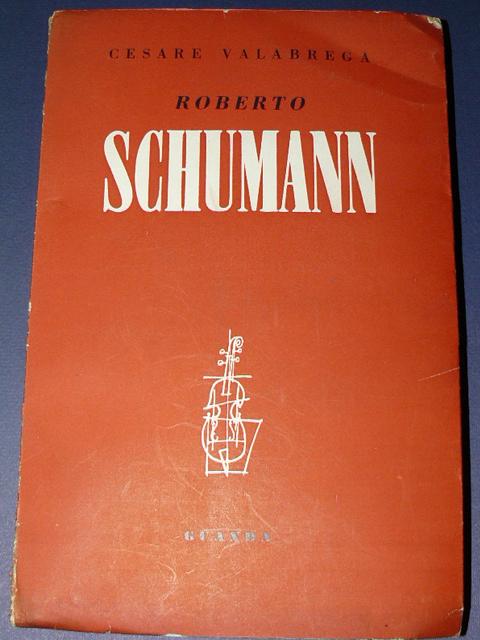 CESARE VALABREGA
ROBERTO
SCHUMANN
GUANDA